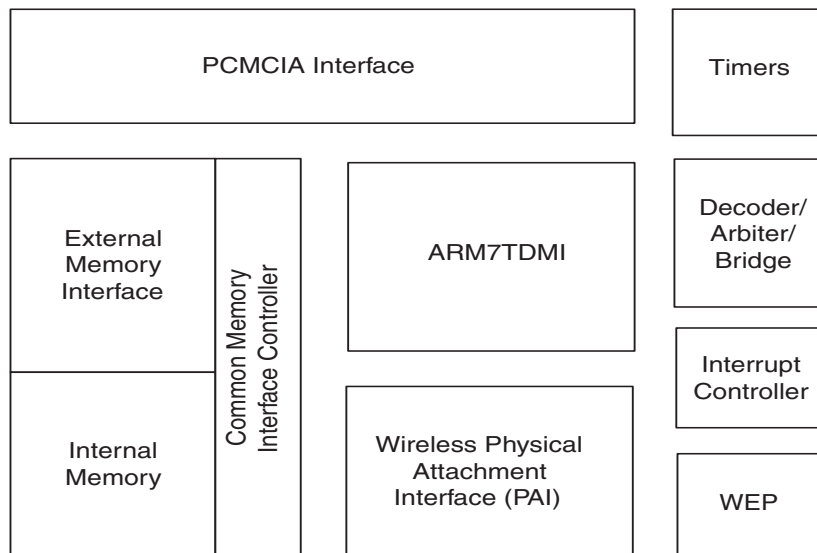 PCMCIA Interface
Timers
External
Memory
Interface
Common Memory
Interface Controller
ARM7TDMI
Decoder/
Arbiter/
Bridge
Interrupt
Controller
Internal
Memory
Wireless Physical
Attachment
Interface (PAI)
WEP